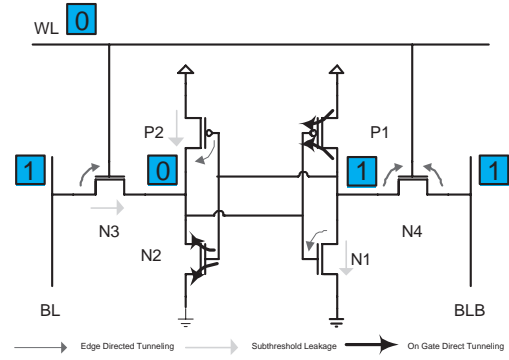 WL 0
P2 P1
1 0 1 1
N3 N4
N2 N1
BL BLB
Edge Directed Tunneling Subthreshold Leakage On Gate Direct Tunneling